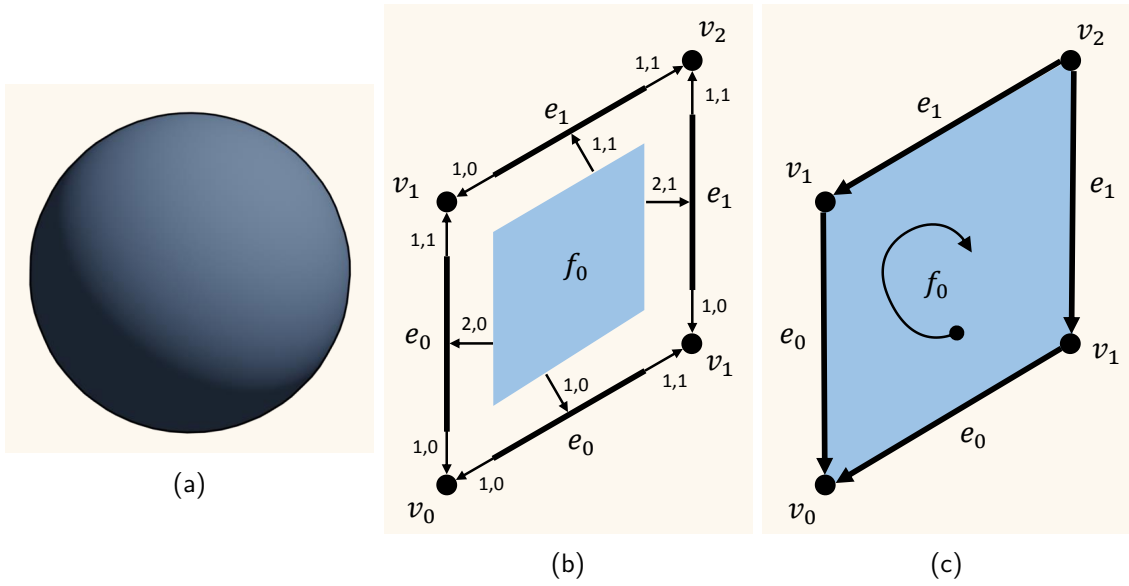 (a)
v₂
1,1
1,1
e₁
1,1
1,0
v₁
2,1
e₁
1,1
f₀
1,0
2,0
e₀
v₁
1,0
1,1
1,0
e₀
1,0
v₀
(b)
v₂
e₁
v₁
e₁
f₀
e₀
v₁
e₀
v₀
(c)